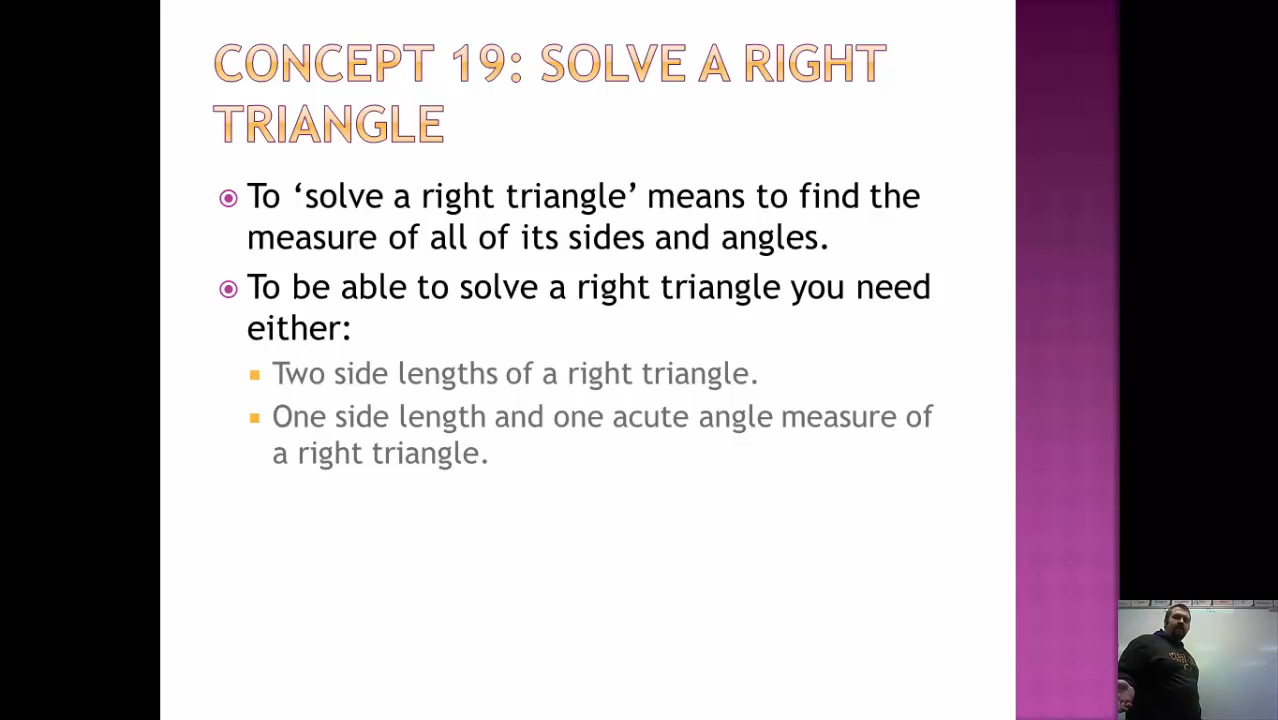 CONCEPT 19: SOLVE A RIGHT
TRIANGLE
To ‘solve a right triangle’ means to find the
measure of all of its sides and angles.
To be able to solve a right triangle you need
either:
Two side lengths of a right triangle.
One side length and one acute angle measure of
a right triangle.